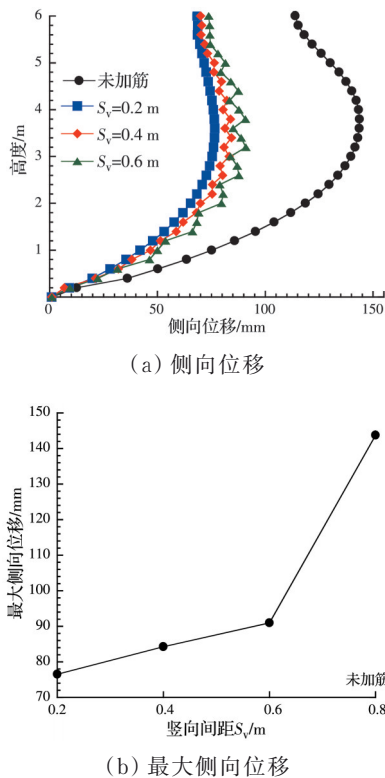 6
5
4
3
2
1
0
50
100
150
高度/m
未加筋
Sv=0.2 m
Sv=0.4 m
Sv=0.6 m
侧向位移/mm
（a）侧向位移
150
140
130
120
110
100
90
80
70
最大侧向位移/mm
未加筋
0.2
0.4
0.6
0.8
竖向间距Sv/m
（b）最大侧向位移